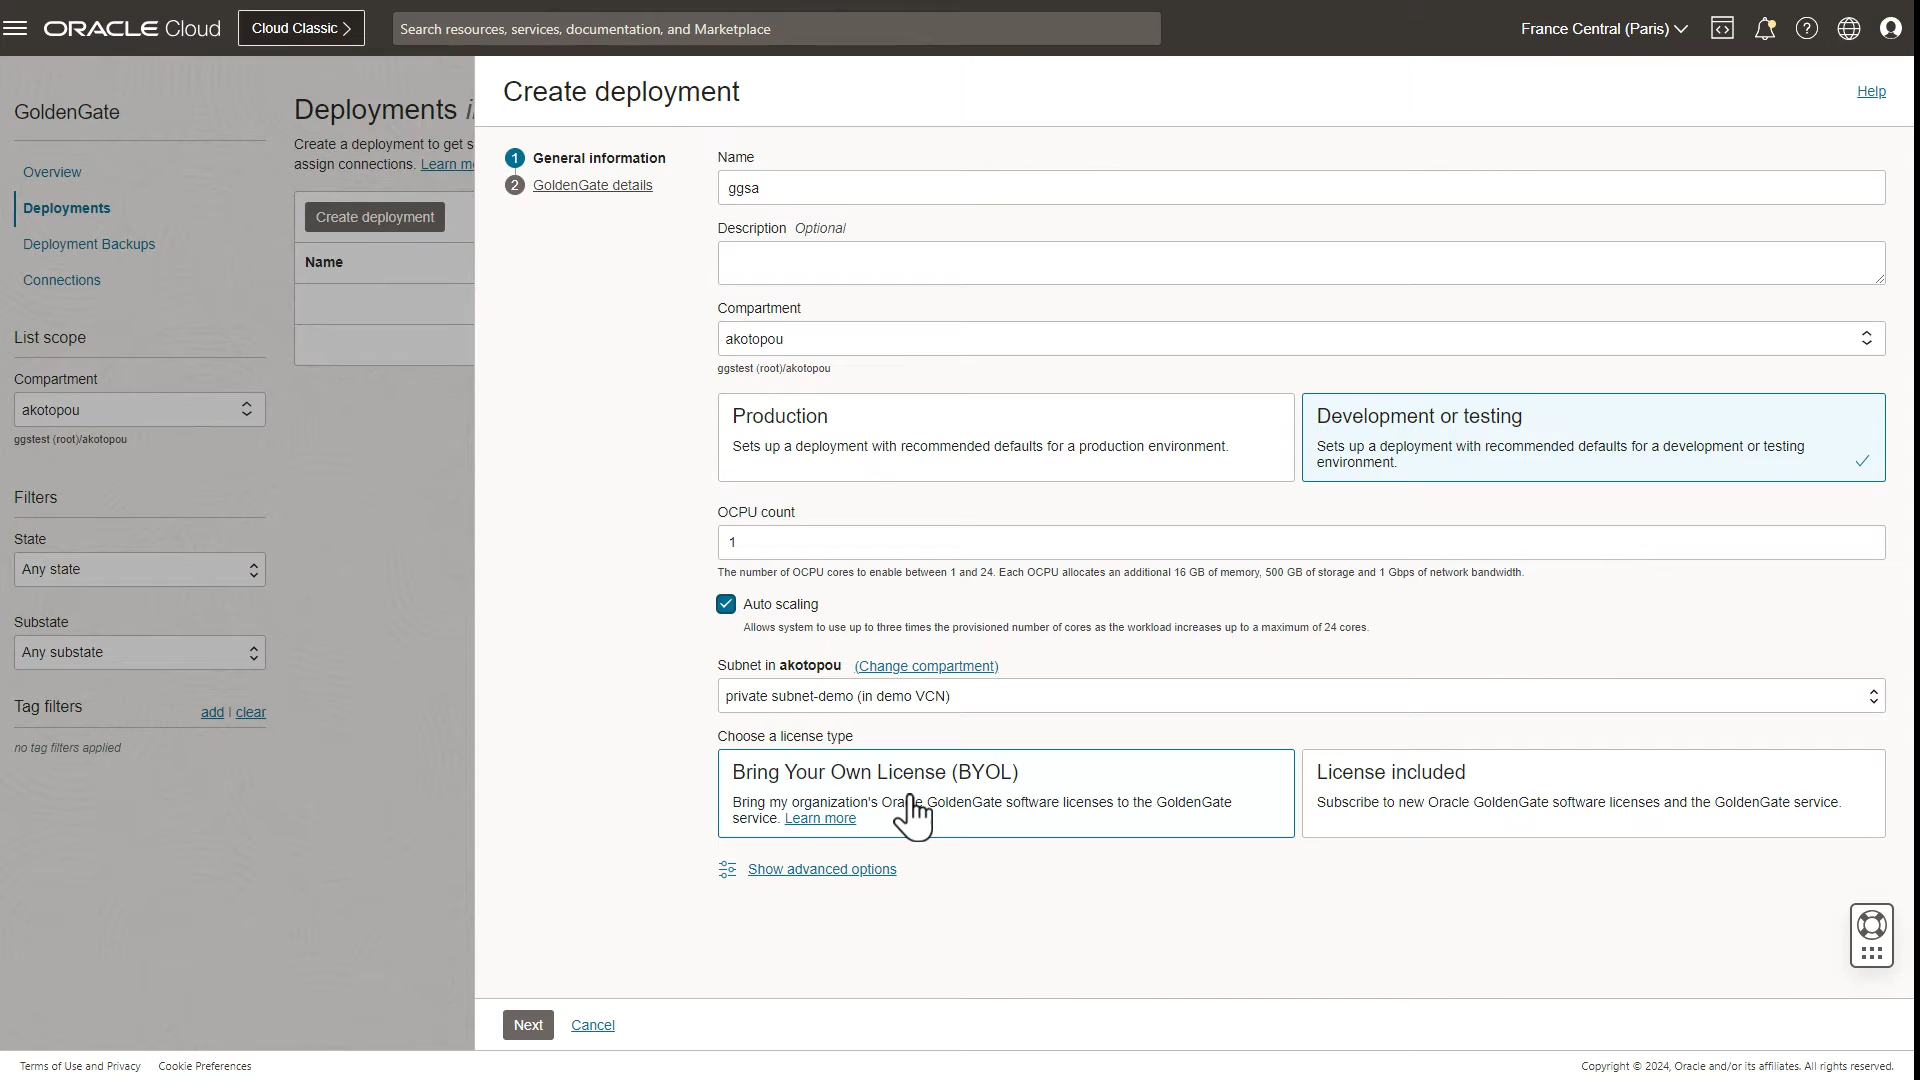 ORACLE Cloud
Cloud Classic
Search resources, services, documentation, and Marketplace
France Central (Paris)
GoldenGate
Overview
Deployments
Deployment Backups
Connections
List scope
Compartment
akotopou
ggstest (root)/akotopou
Filters
State
Any state
Substate
Any substate
Tag filters
add | clear
no tag filters applied
Deployments
Create a deployment to get s
assign connections. Learn m
Create deployment
Name
Create deployment
Help
1 General information
2 GoldenGate details
Name
ggsa
Description Optional
Compartment
akotopou
ggstest (root)/akotopou
Production
Sets up a deployment with recommended defaults for a production environment.
Development or testing
Sets up a deployment with recommended defaults for a development or testing
environment.
OCPU count
1
The number of OCPU cores to enable between 1 and 24. Each OCPU allocates an additional 16 GB of memory, 500 GB of storage and 1 Gbps of network bandwidth.
Auto scaling
Allows system to use up to three times the provisioned number of cores as the workload increases up to a maximum of 24 cores.
Subnet in akotopou (Change compartment)
private subnet-demo (in demo VCN)
Choose a license type
Bring Your Own License (BYOL)
Bring my organization's Oracle GoldenGate software licenses to the GoldenGate
service. Learn more
License included
Subscribe to new Oracle GoldenGate software licenses and the GoldenGate service.
Show advanced options
Next
Cancel
Terms of Use and Privacy
Cookie Preferences
Copyright © 2024, Oracle and/or its affiliates. All rights reserved.